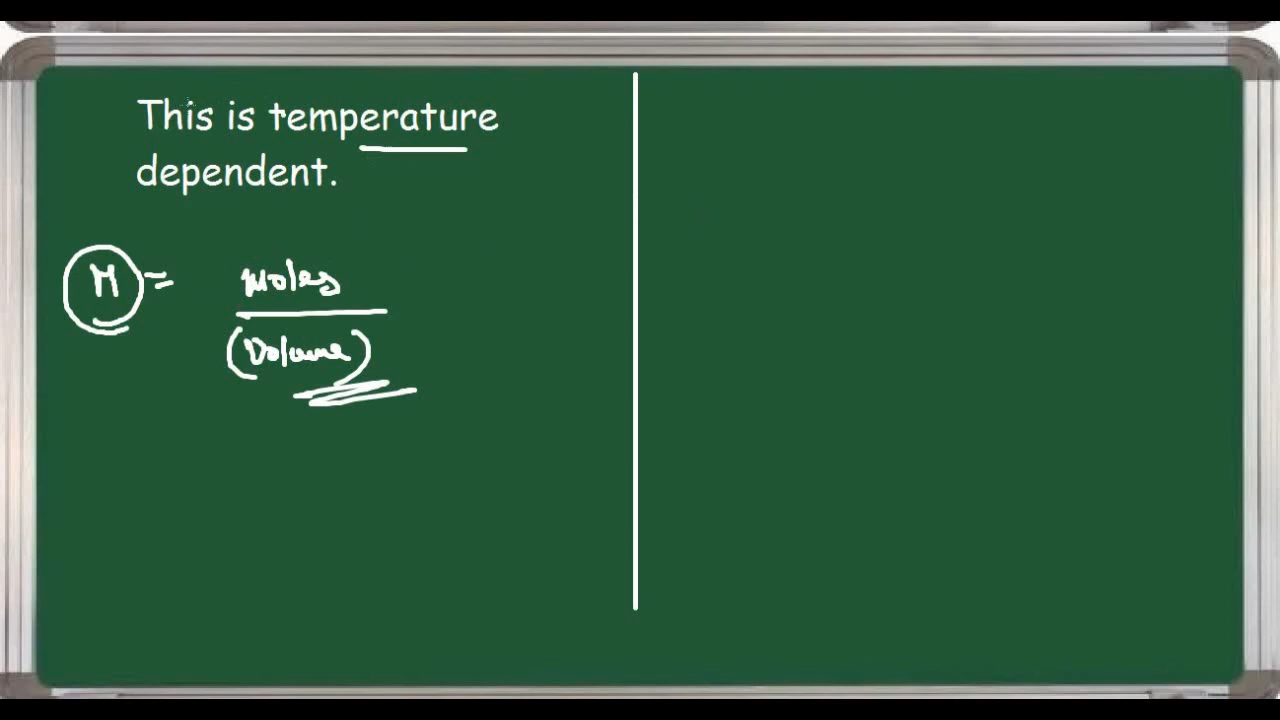 This is temperature
dependent.
M = Moles
(Volume)